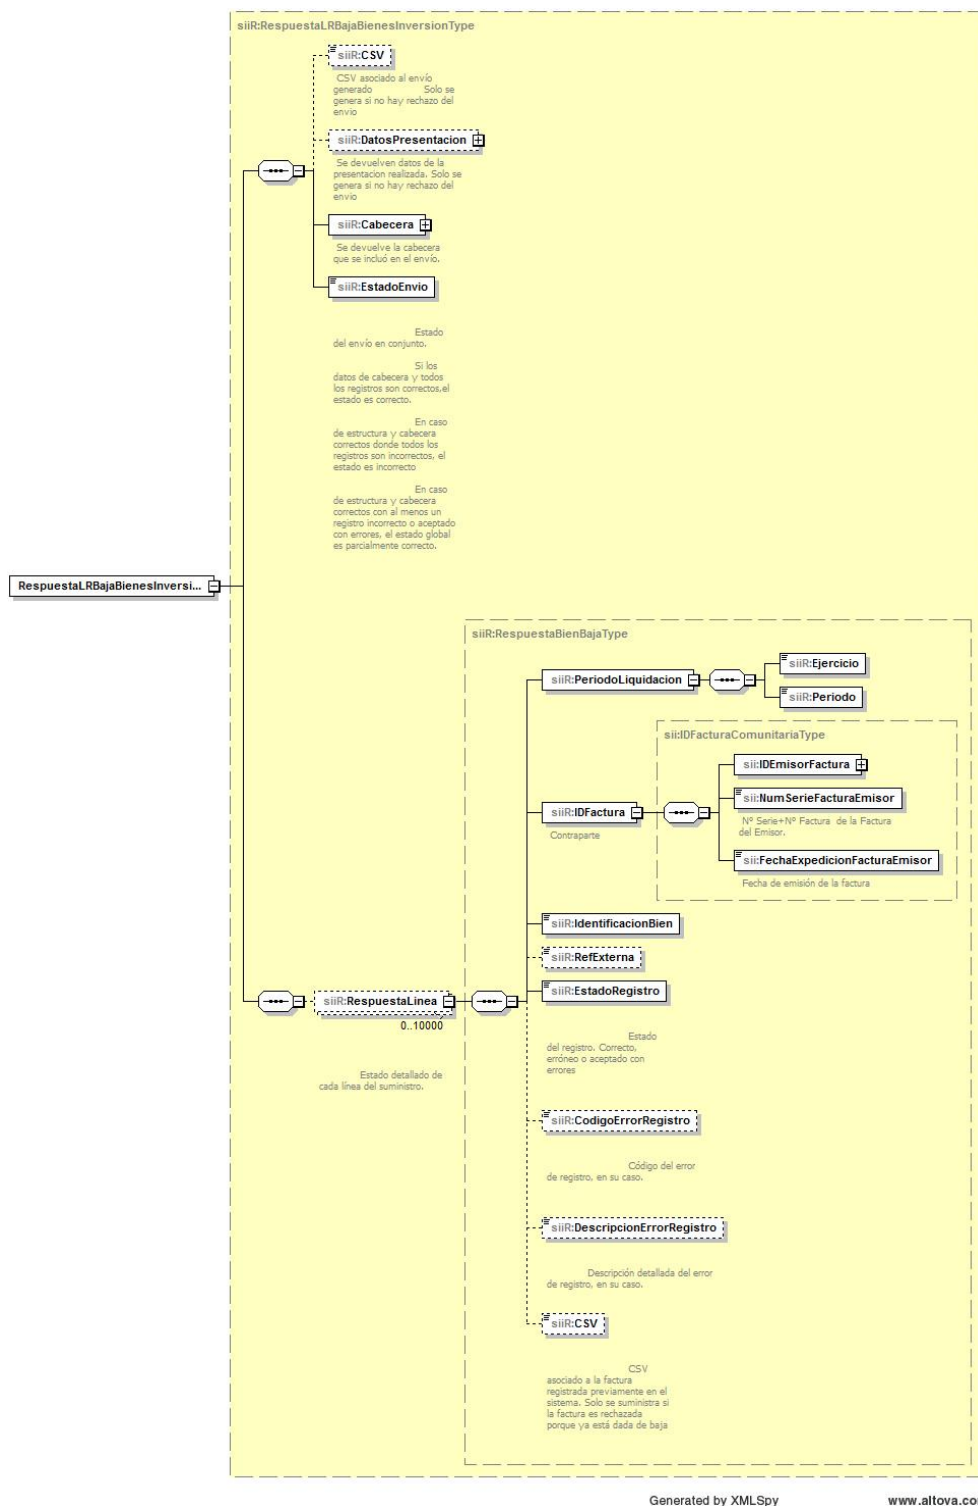 siiR:RespuestaLRBajaBienesInversionType
siiR:CSV
CSV asociado al envío
generado Solo se
genera si no hay rechazo del
envio
siiR:DatosPresentacion
Se devuelven datos de la
presentacion realizada. Solo se
genera si no hay rechazo del
envio
siiR:Cabecera
Se devuelve la cabecera
que se incluó en el envío.
siiR:EstadoEnvio
Estado
del envío en conjunto.
Si los
datos de cabecera y todos
los registros son correctos,el
estado es correcto.
En caso
de estructura y cabecera
correctos donde todos los
registros son incorrectos, el
estado es incorrecto
En caso
de estructura y cabecera
correctos con al menos un
registro incorrecto o aceptado
con errores, el estado global
es parcialmente correcto.
RespuestaLRBajaBienesInversi...
siiR:RespuestaBienBajaType
siiR:PeriodoLiquidacion
siiR:Ejercicio
siiR:Periodo
sii:IDFacturaComunitariaType
siiR:IDFactura
Contraparte
sii:IDEmisorFactura
sii:NumSerieFacturaEmisor
Nº Serie+Nº Factura de la Factura
del Emisor.
sii:FechaExpedicionFacturaEmisor
Fecha de emisión de la factura
siiR:IdentificacionBien
siiR:RefExterna
siiR:RespuestaLinea
0..10000
Estado detallado de
cada línea del suministro.
siiR:EstadoRegistro
Estado
del registro. Correcto,
erróneo o aceptado con
errores
siiR:CodigoErrorRegistro
Código del error
de registro, en su caso.
siiR:DescripcionErrorRegistro
Descripción detallada del error
de registro, en su caso.
siiR:CSV
CSV
asociado a la factura
registrada previamente en el
sistema. Solo se suministra si
la factura es rechazada
porque ya está dada de baja
Generated by XMLSpy www.altova.co